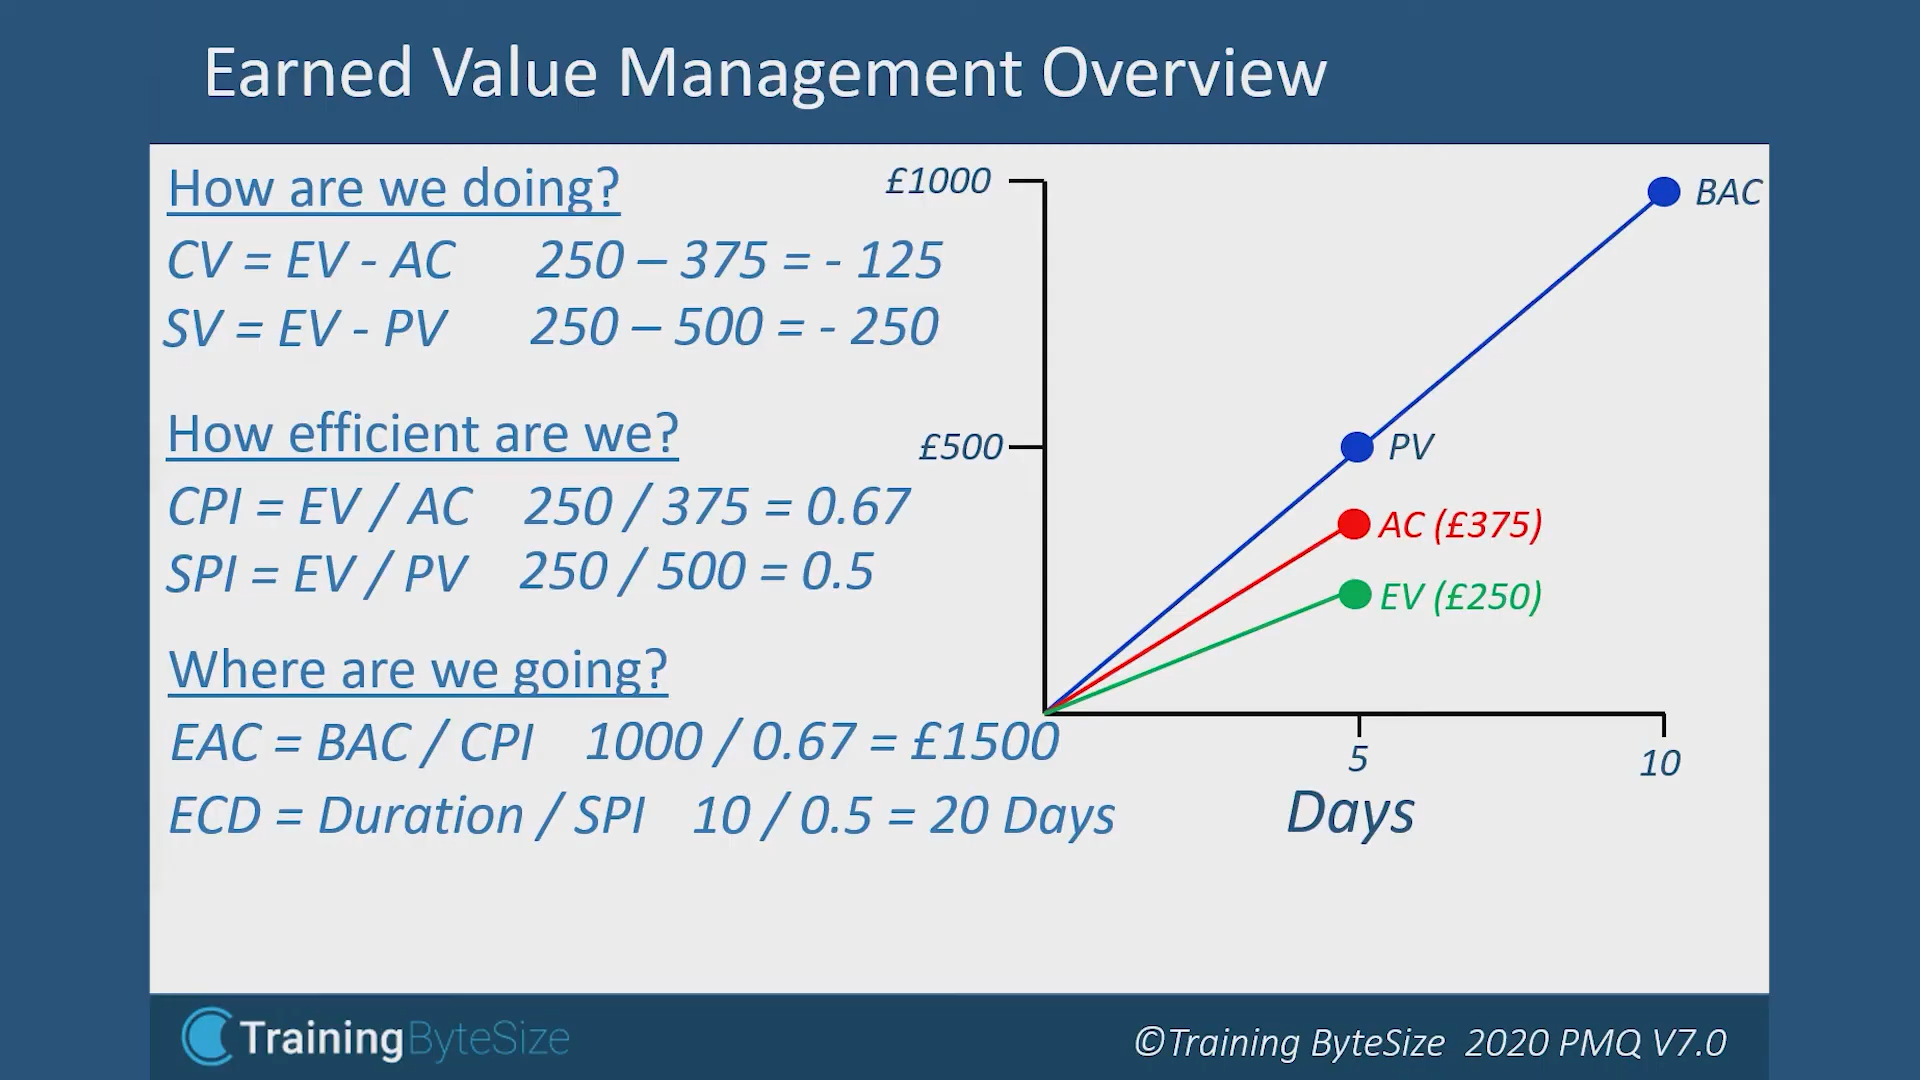 Earned Value Management Overview
How are we doing?
CV = EV - AC 250 – 375 = - 125
SV = EV - PV 250 – 500 = - 250
How efficient are we?
CPI = EV / AC 250 / 375 = 0.67
SPI = EV / PV 250 / 500 = 0.5
Where are we going?
EAC = BAC / CPI 1000 / 0.67 = £1500
ECD = Duration / SPI 10 / 0.5 = 20 Days
£1000
BAC
£500
PV
AC (£375)
EV (£250)
5
10
Days
TrainingByteSize
©Training ByteSize 2020 PMQ V7.0